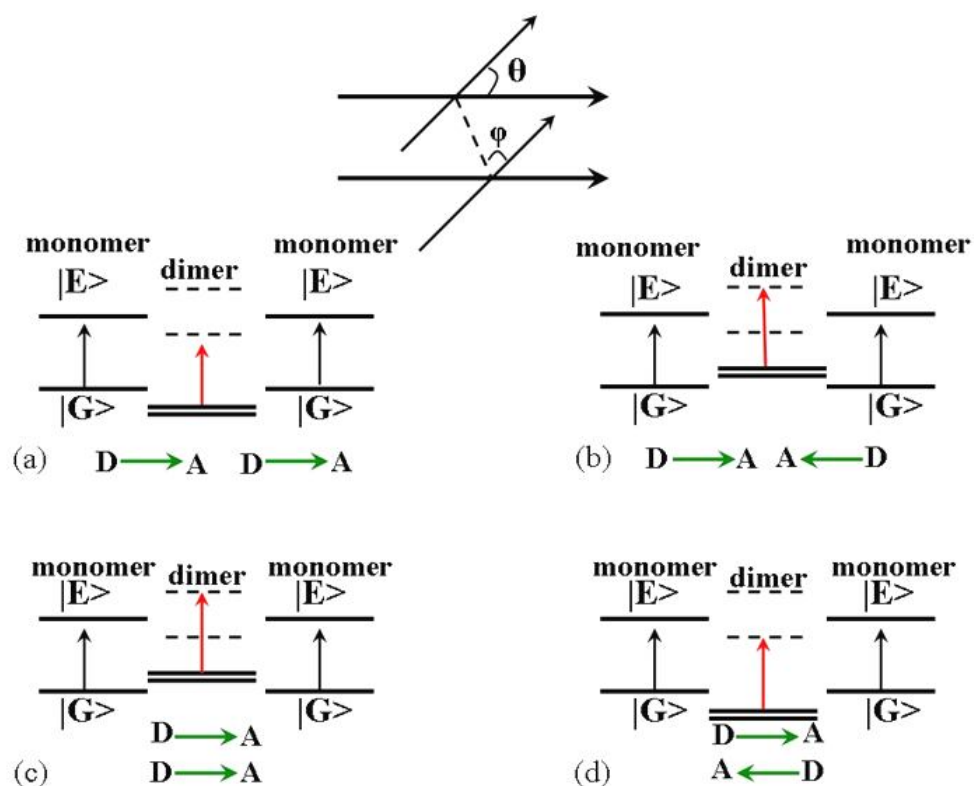 θ
φ
monomer monomer
dimer
|E> |E>
|G> |G>
(a) D A D A
monomer monomer
dimer
|E> |E>
|G> |G>
(b) D A A D
monomer dimer monomer
|E> |E>
|G> |G>
D A
(c) D A
monomer dimer monomer
|E> |E>
|G> |G>
D A
(d) A D